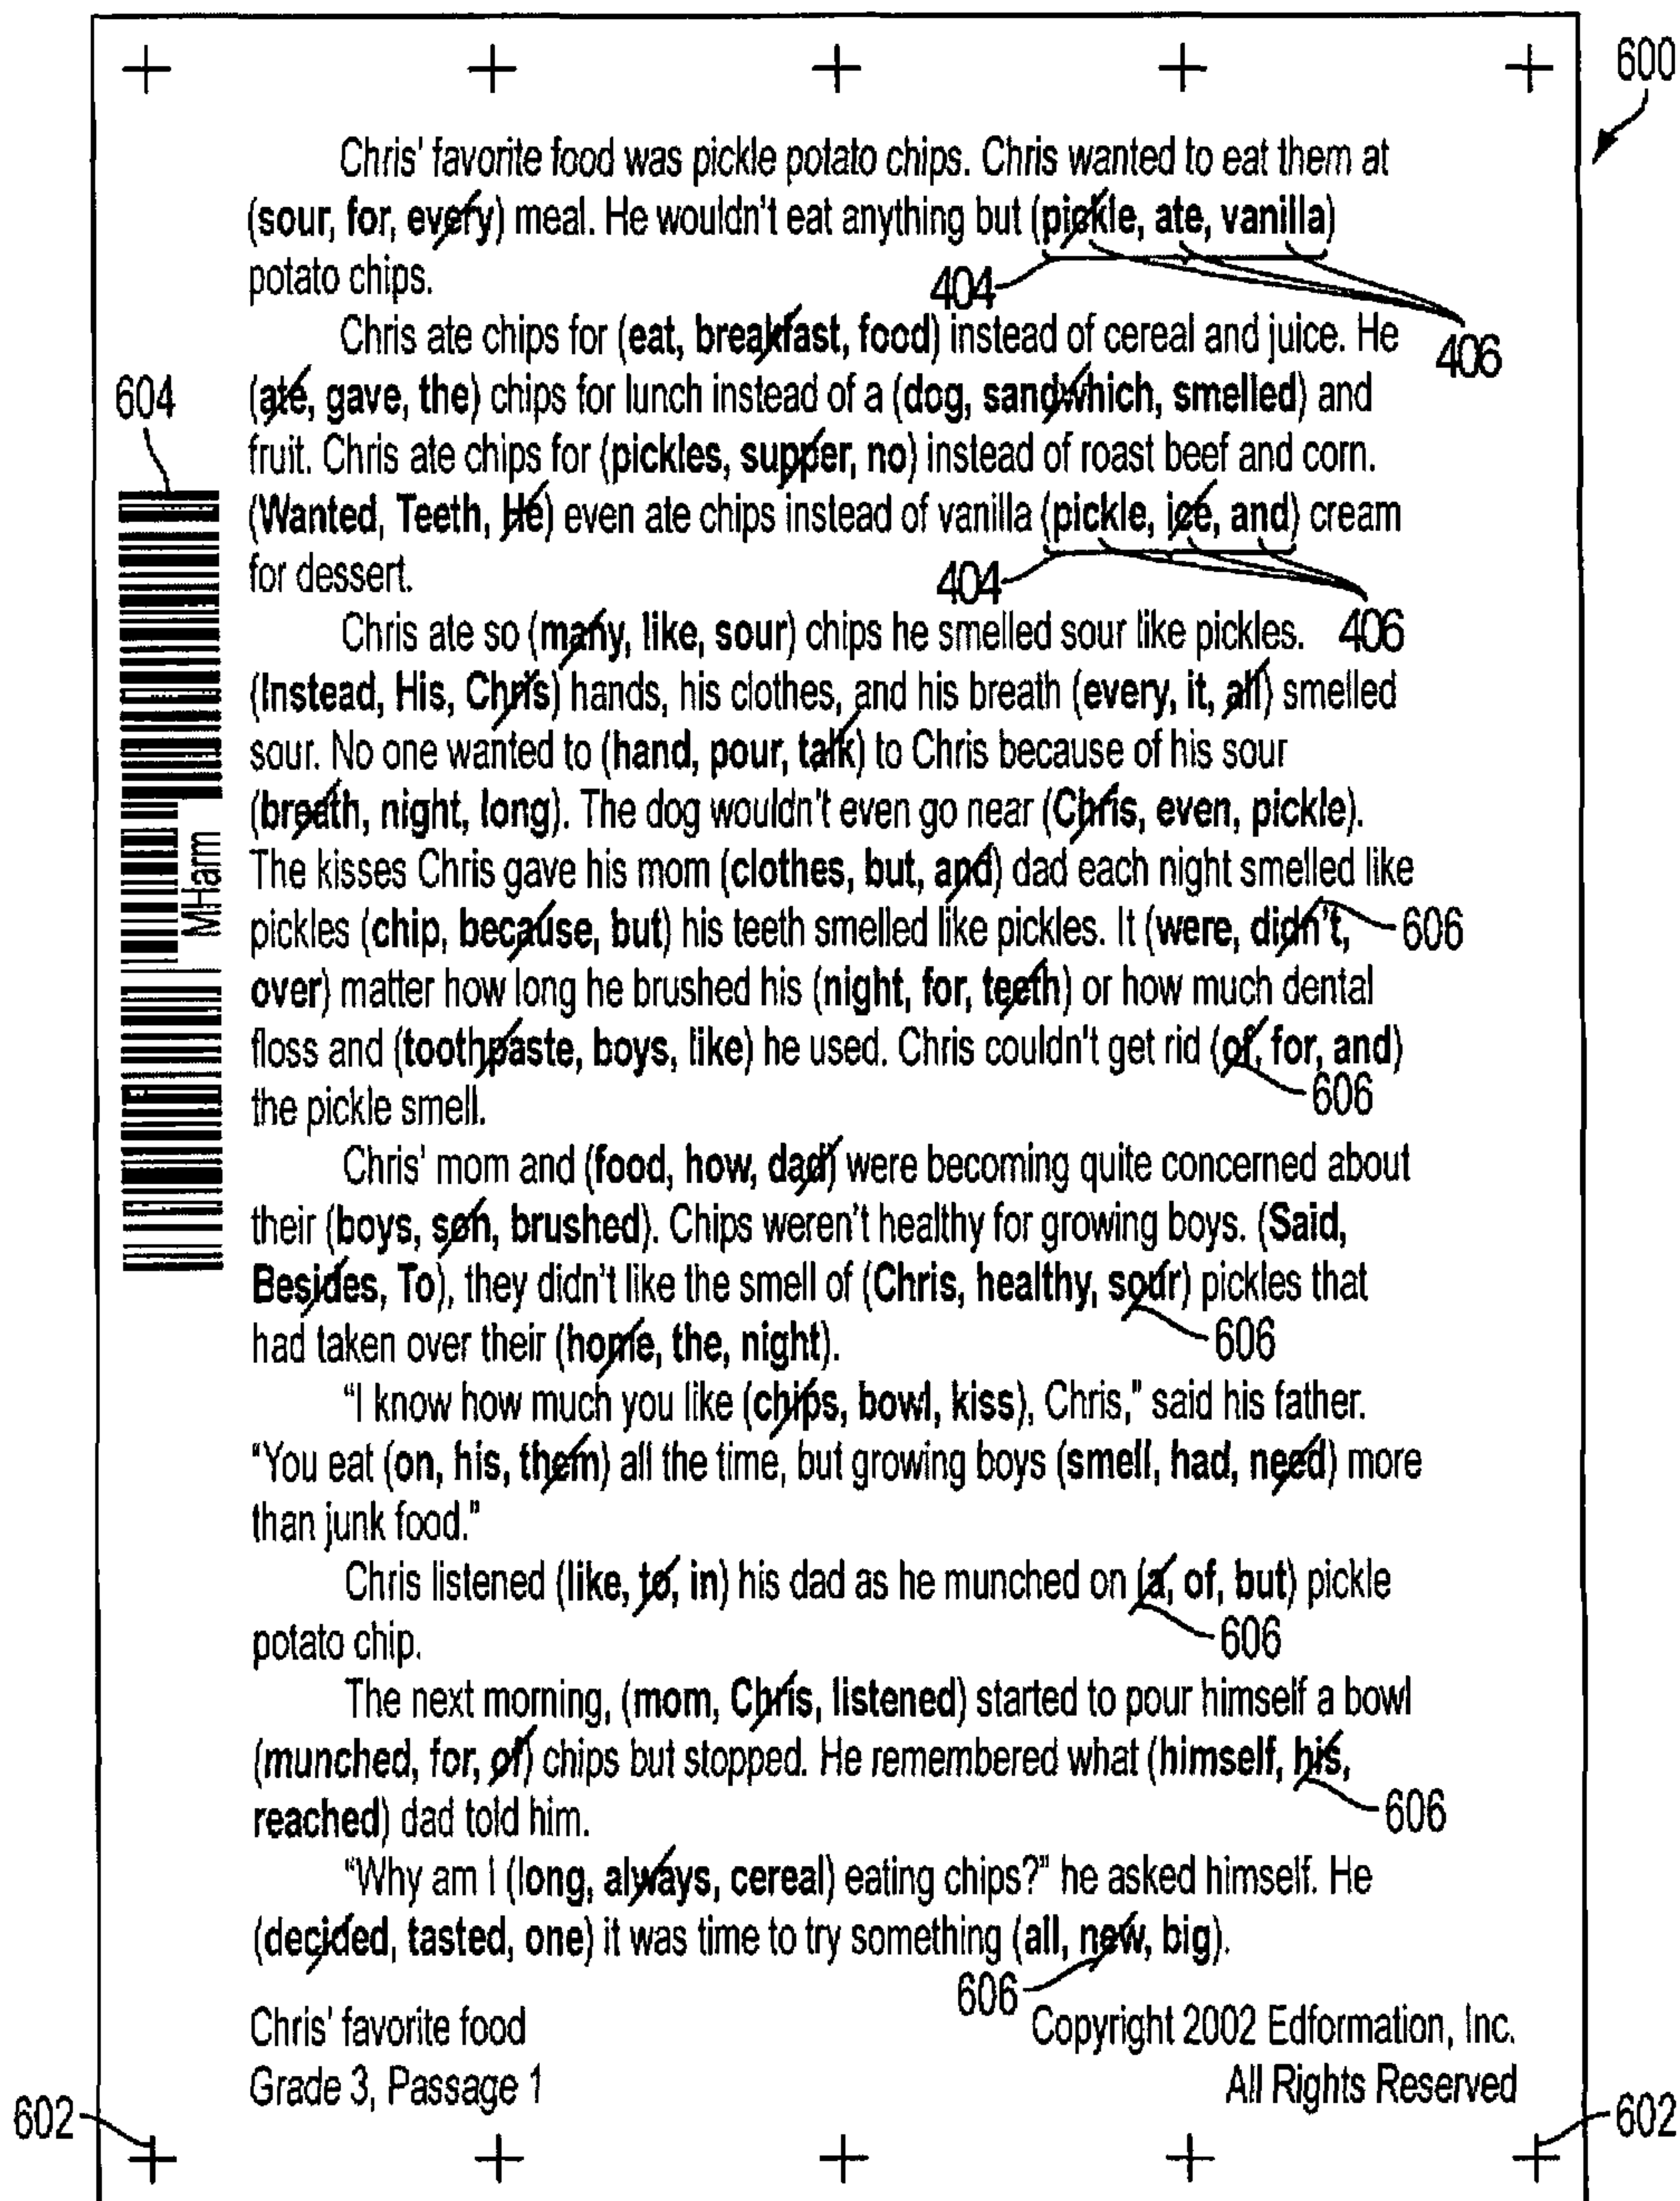 600
Chris' favorite food was pickle potato chips. Chris wanted to eat them at
(sour, for, every) meal. He wouldn't eat anything but (pickle, ate, vanilla)
potato chips.
404
406
Chris ate chips for (eat, breakfast, food) instead of cereal and juice. He
604
(ate, gave, the) chips for lunch instead of a (dog, sandwhich, smelled) and
fruit. Chris ate chips for (pickles, supper, no) instead of roast beef and corn.
(Wanted, Teeth, He) even ate chips instead of vanilla (pickle, ice, and) cream
for dessert.
404
406
Chris ate so (many, like, sour) chips he smelled sour like pickles.
(Instead, His, Chris) hands, his clothes, and his breath (every, it, all) smelled
sour. No one wanted to (hand, pour, talk) to Chris because of his sour
(breath, night, long). The dog wouldn't even go near (Chris, even, pickle).
MHarm
The kisses Chris gave his mom (clothes, but, and) dad each night smelled like
pickles (chip, because, but) his teeth smelled like pickles. It (were, didn't,
606
over) matter how long he brushed his (night, for, teeth) or how much dental
floss and (toothpaste, boys, like) he used. Chris couldn't get rid (of, for, and)
606
the pickle smell.
Chris' mom and (food, how, dad) were becoming quite concerned about
their (boys, son, brushed). Chips weren't healthy for growing boys. (Said,
Besides, To), they didn't like the smell of (Chris, healthy, sour) pickles that
606
had taken over their (home, the, night).
"I know how much you like (chips, bowl, kiss), Chris," said his father.
"You eat (on, his, them) all the time, but growing boys (smell, had, need) more
than junk food."
Chris listened (like, to, in) his dad as he munched on (a, of, but) pickle
606
potato chip.
The next morning, (mom, Chris, listened) started to pour himself a bowl
(munched, for, of) chips but stopped. He remembered what (himself, his,
606
reached) dad told him.
"Why am I (long, always, cereal) eating chips?" he asked himself. He
(decided, tasted, one) it was time to try something (all, new, big).
606
Chris' favorite food
Copyright 2002 Edformation, Inc.
Grade 3, Passage 1
All Rights Reserved
602
602